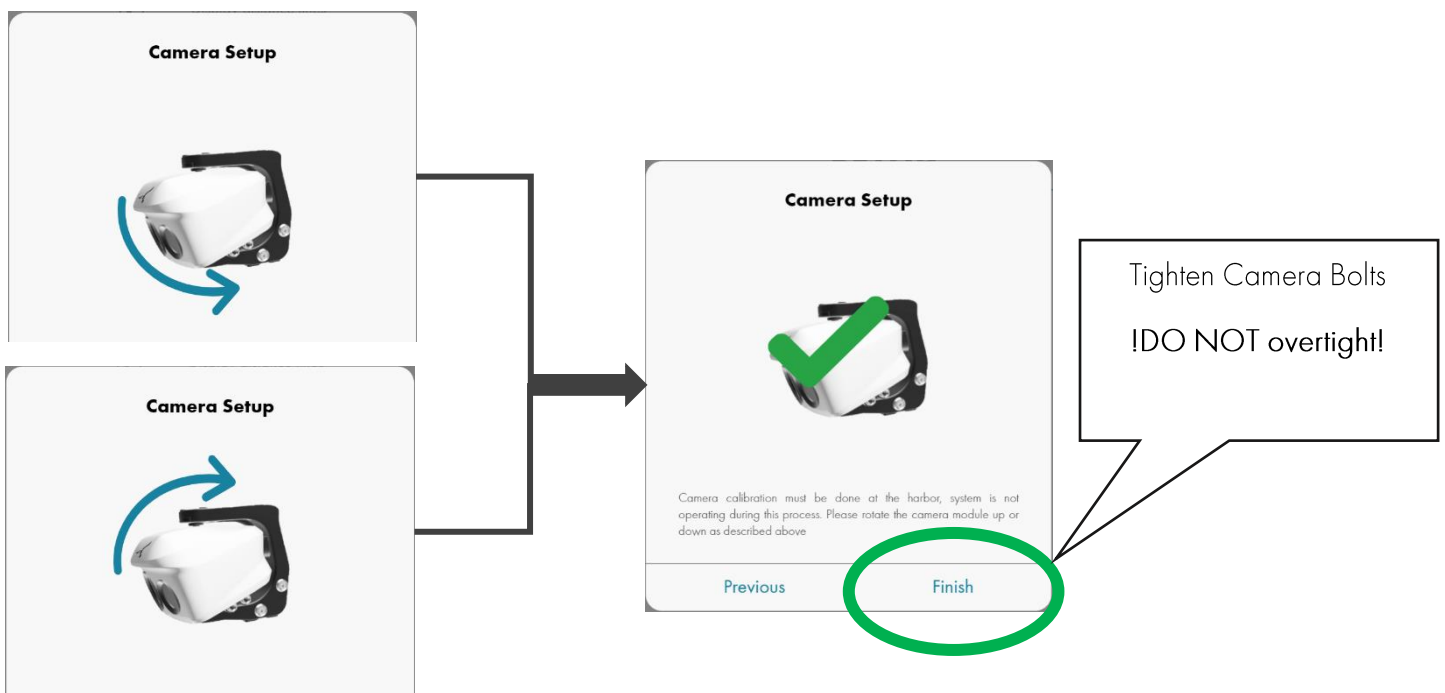 Camera Setup
Camera Setup
Camera Setup
Camera calibration must be done at the harbor, system is not
operating during this process. Please rotate the camera module up or
down as described above
Previous
Finish
Tighten Camera Bolts
!DO NOT overtight!